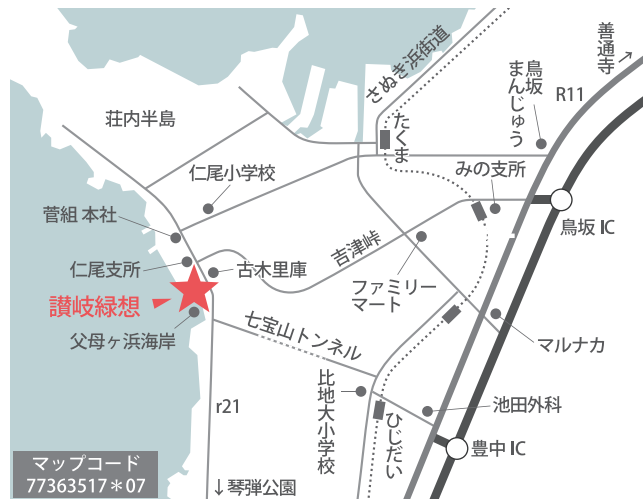 善通寺
さぬき浜街道
鳥坂
まんじゅう
R11
荘内半島
たくま
仁尾小学校
みの支所
菅組 本社
鳥坂 IC
吉津峠
仁尾支所
古木里庫
ファミリー
マート
讃岐緑想
七宝山トンネル
父母ヶ浜海岸
マルナカ
比地大小学校
ひじだい
池田外科
r21
豊中 IC
マップコード
77363517＊07
↓琴弾公園